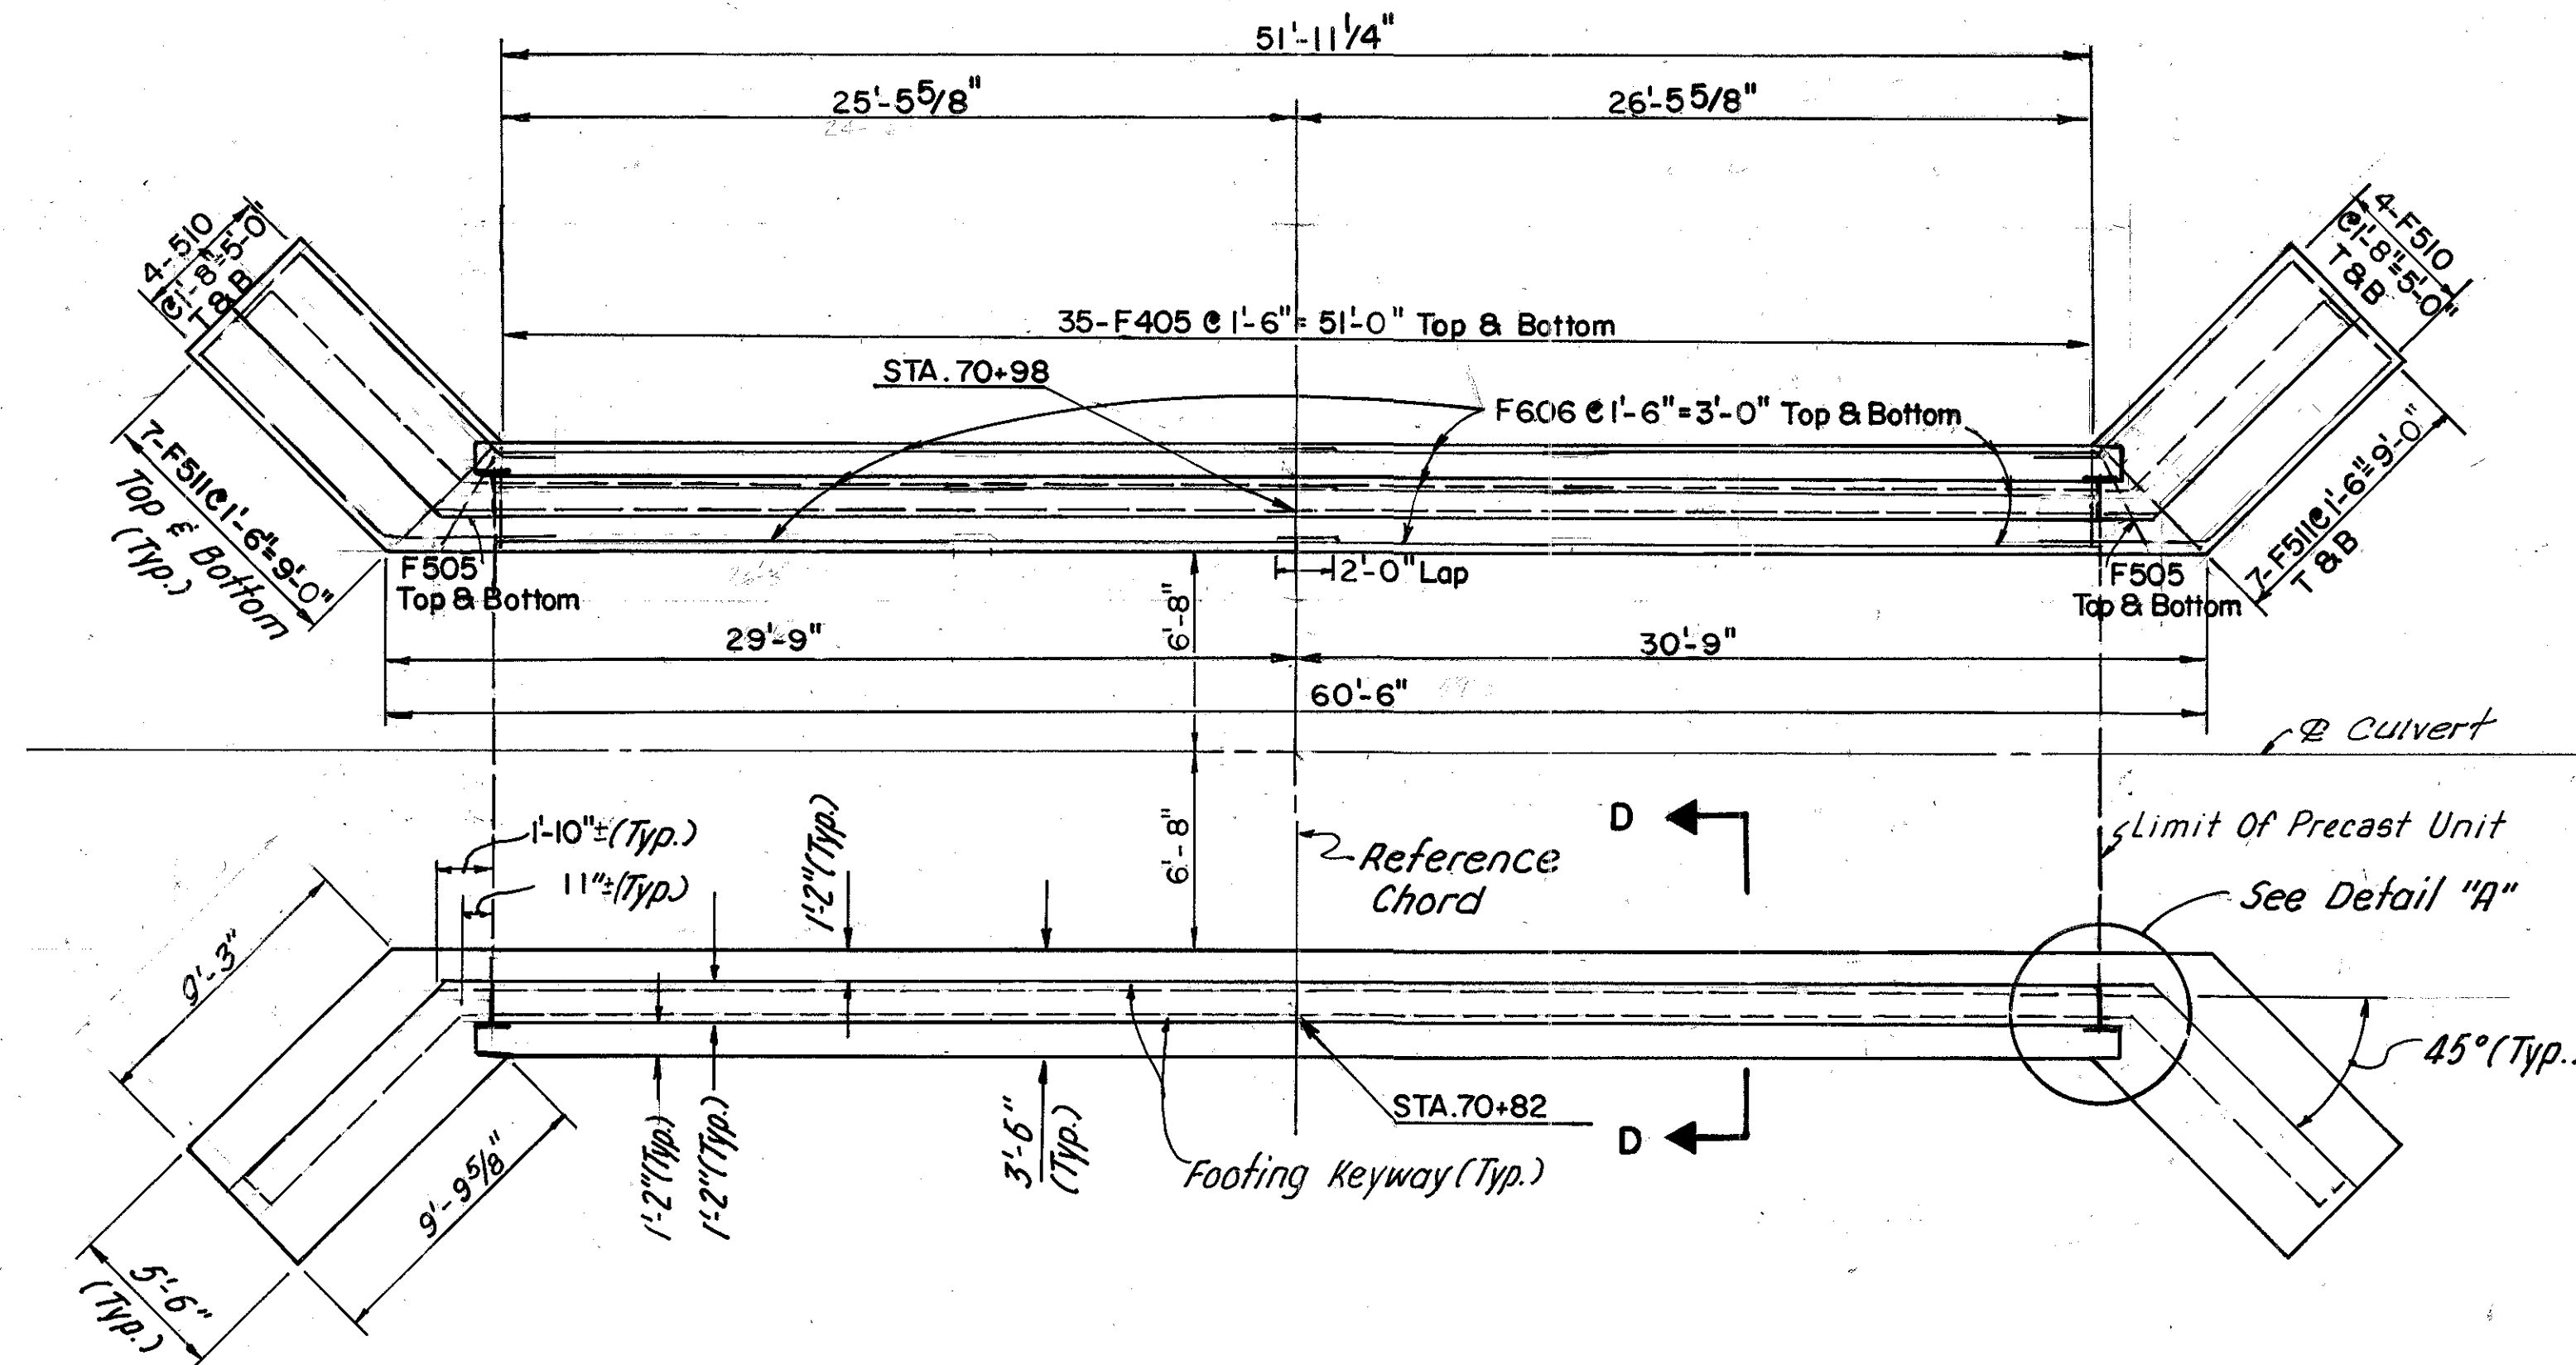 51'-11 1/4"
25'-5 5/8"
26'-5 5/8"
4-510
@1'-8"=5'-0"
T & B
4-F510
@1'-8"=5'-0"
T & B
35-F405 @ 1'-6"= 51'-0" Top & Bottom
STA. 70+98
F606 @ 1'-6"=3'-0" Top & Bottom
7-F511@1'-6"=9'-0"
Top & Bottom
(Typ.)
F505
Top & Bottom
2'-0" Lap
F505
Top & Bottom
7-F511@1'-6"=9'-0"
T & B
6'-8"
29'-9"
30'-9"
60'-6"
℄ Culvert
1'-10"±(Typ.)
11"±(Typ.)
1'-2"(Typ.)
6'-8"
D
Reference
Chord
Limit Of Precast Unit
See Detail "A"
9'-3"
45°(Typ.)
STA.70+82
D
1'-2"(Typ.)
1'-2"(Typ.)
3'-6"
(Typ.)
Footing Keyway (Typ.)
9'-9 5/8"
5'-6"
(Typ.)